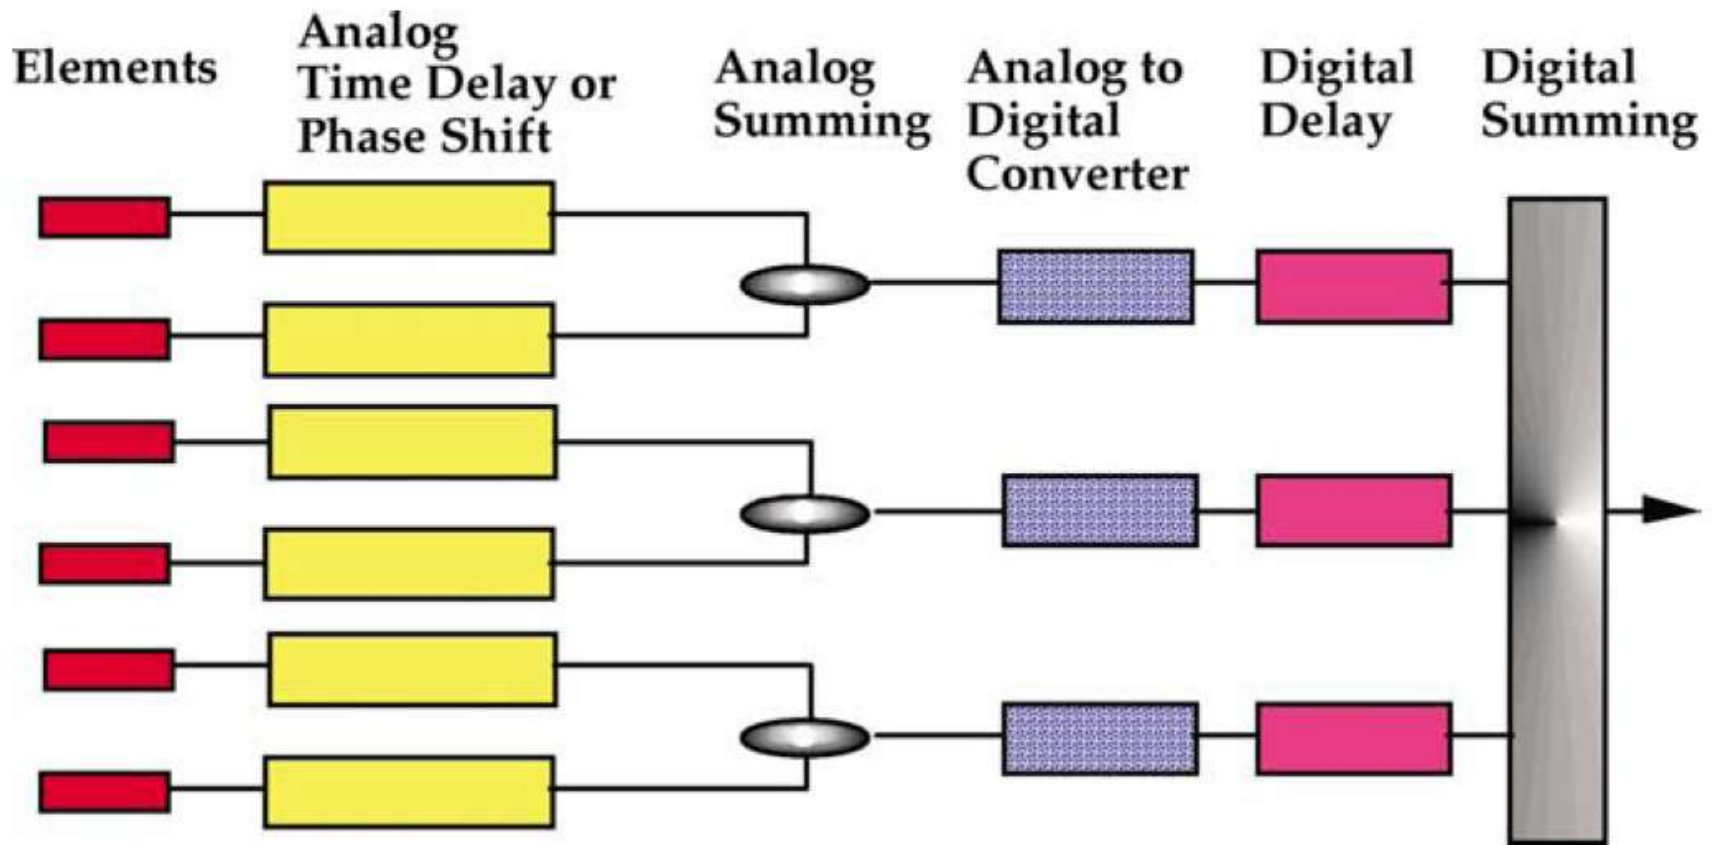 Elements
Analog
Time Delay or
Phase Shift
Analog
Summing
Analog to
Digital
Converter
Digital
Delay
Digital
Summing